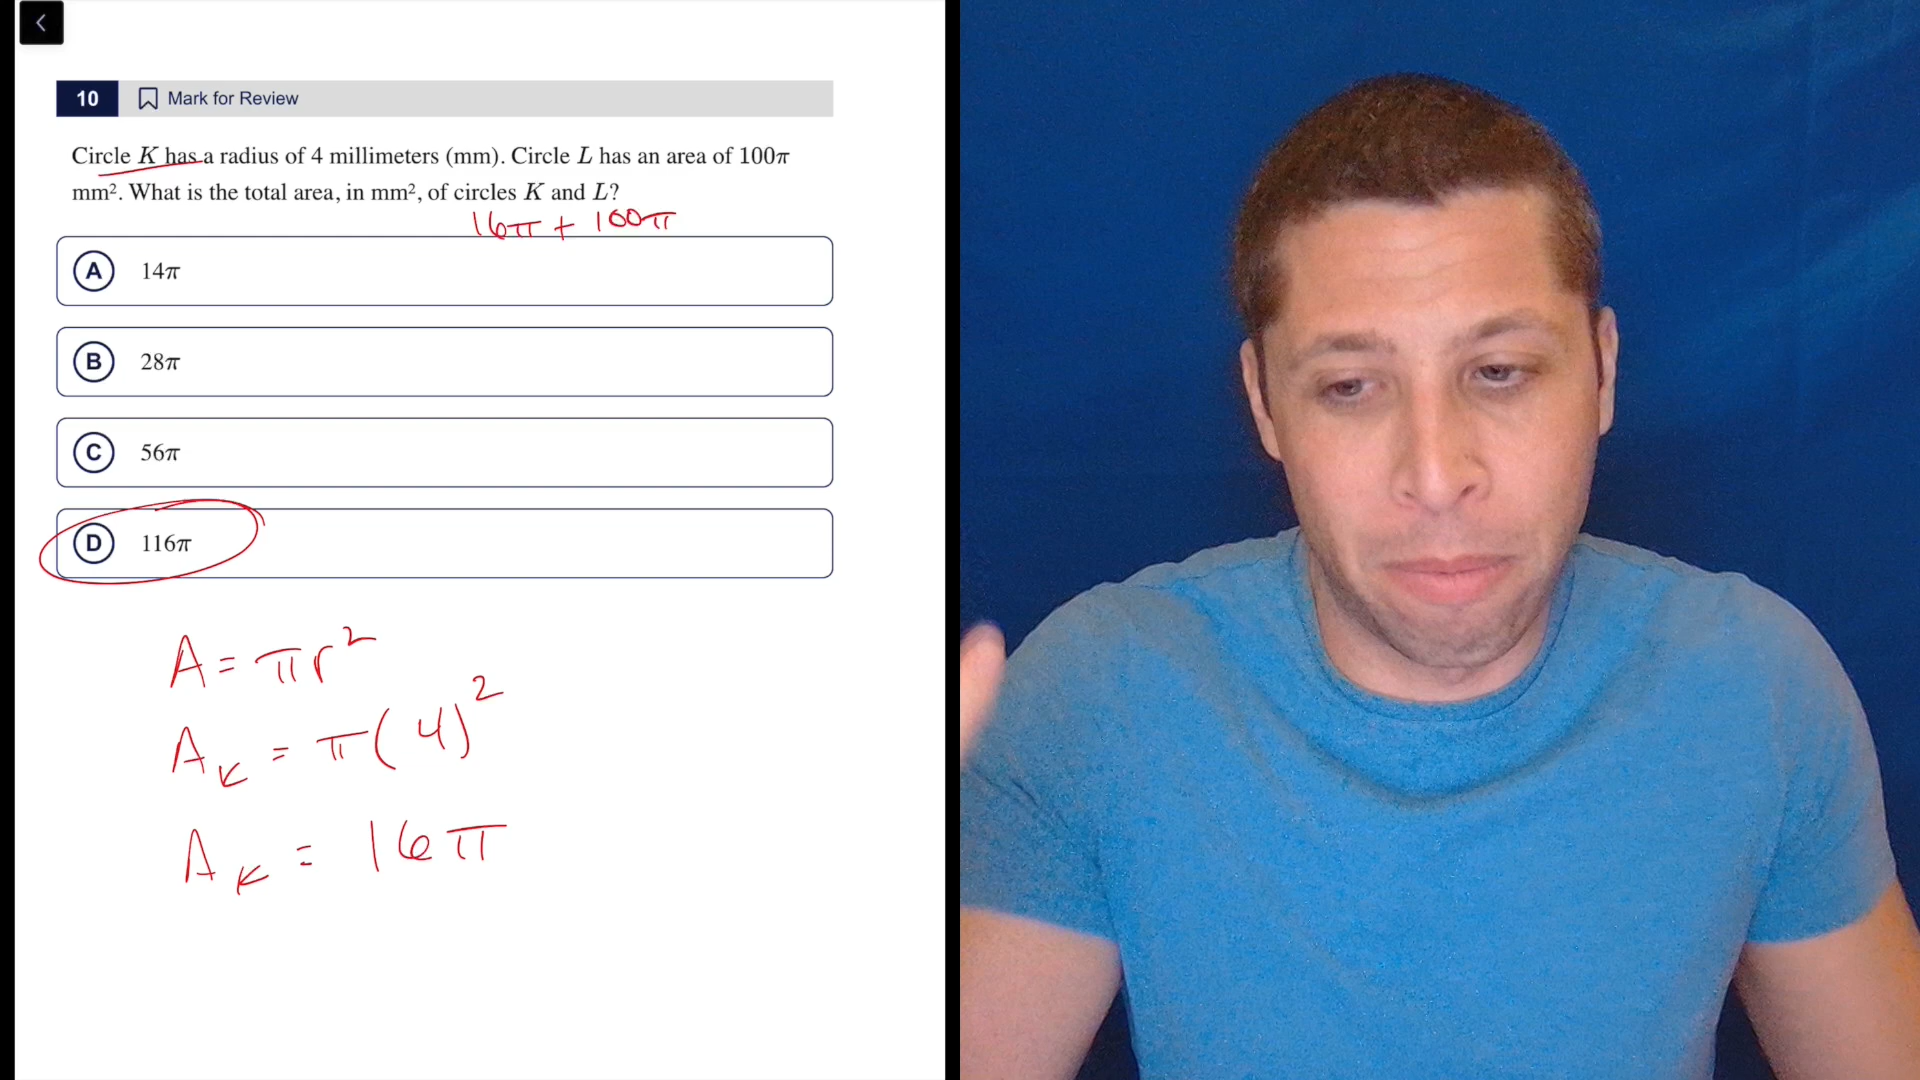 10 Mark for Review
Circle K has a radius of 4 millimeters (mm). Circle L has an area of 100π
mm². What is the total area, in mm², of circles K and L?
16π + 100π
A 14π
B 28π
C 56π
D 116π
A = πr²
A_K = π(4)²
A_K = 16π